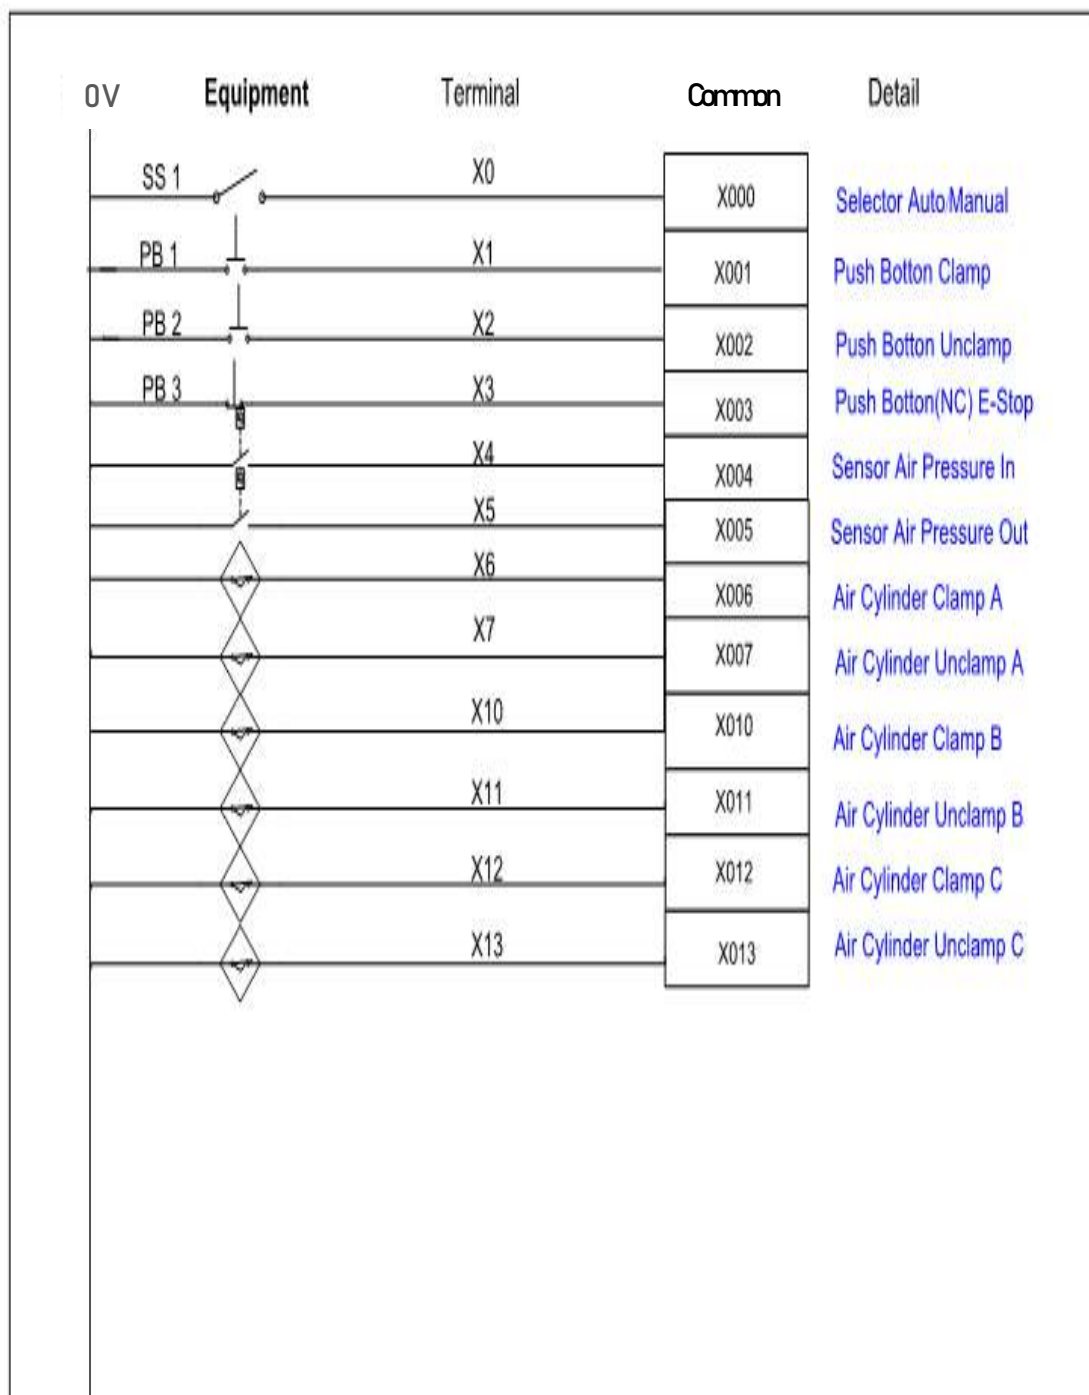 0V Equipment Terminal Common Detail
SS 1 X0 X000 Selector Auto/Manual
PB 1 X1 X001 Push Botton Clamp
PB 2 X2 X002 Push Botton Unclamp
PB 3 X3 X003 Push Botton(NC) E-Stop
X4 X004 Sensor Air Pressure In
X5 X005 Sensor Air Pressure Out
X6 X006 Air Cylinder Clamp A
X7 X007 Air Cylinder Unclamp A
X10 X010 Air Cylinder Clamp B
X11 X011 Air Cylinder Unclamp B
X12 X012 Air Cylinder Clamp C
X13 X013 Air Cylinder Unclamp C